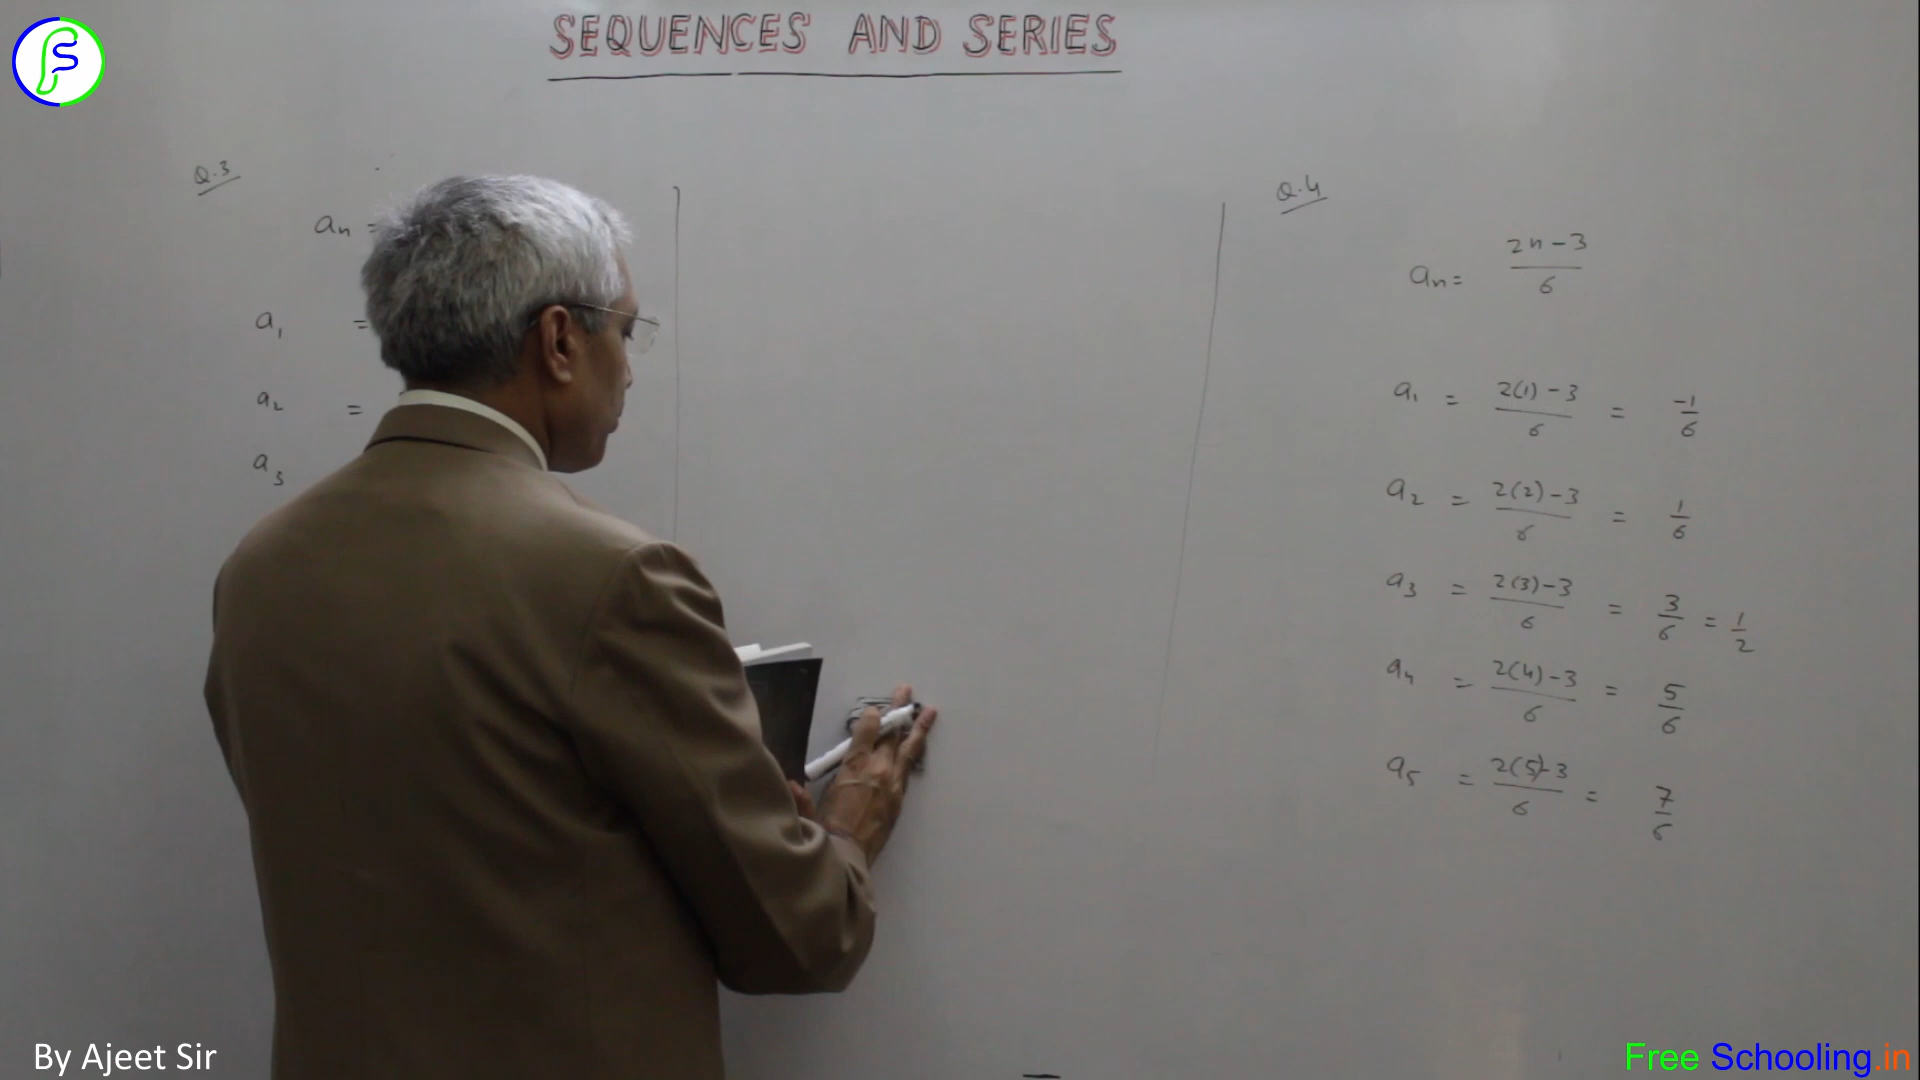 SEQUENCES AND SERIES
Q.3
aₙ =
a₁ =
a₂ =
a₃
Q.4
aₙ = (2n-3)/6
a₁ = (2(1)-3)/6 = -1/6
a₂ = (2(2)-3)/6 = 1/6
a₃ = (2(3)-3)/6 = 3/6 = 1/2
a₄ = (2(4)-3)/6 = 5/6
a₅ = (2(5)-3)/6 = 7/6
By Ajeet Sir
Free Schooling.in